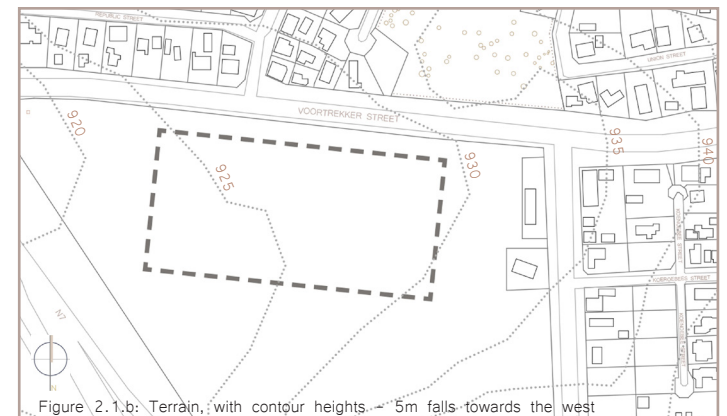 REPUBLIC STREET
UNION STREET
VOORTREKKER STREET
920
925
930
935
940
N7
N
Figure 2.1.b: Terrain, with contour heights – 5m falls towards the west